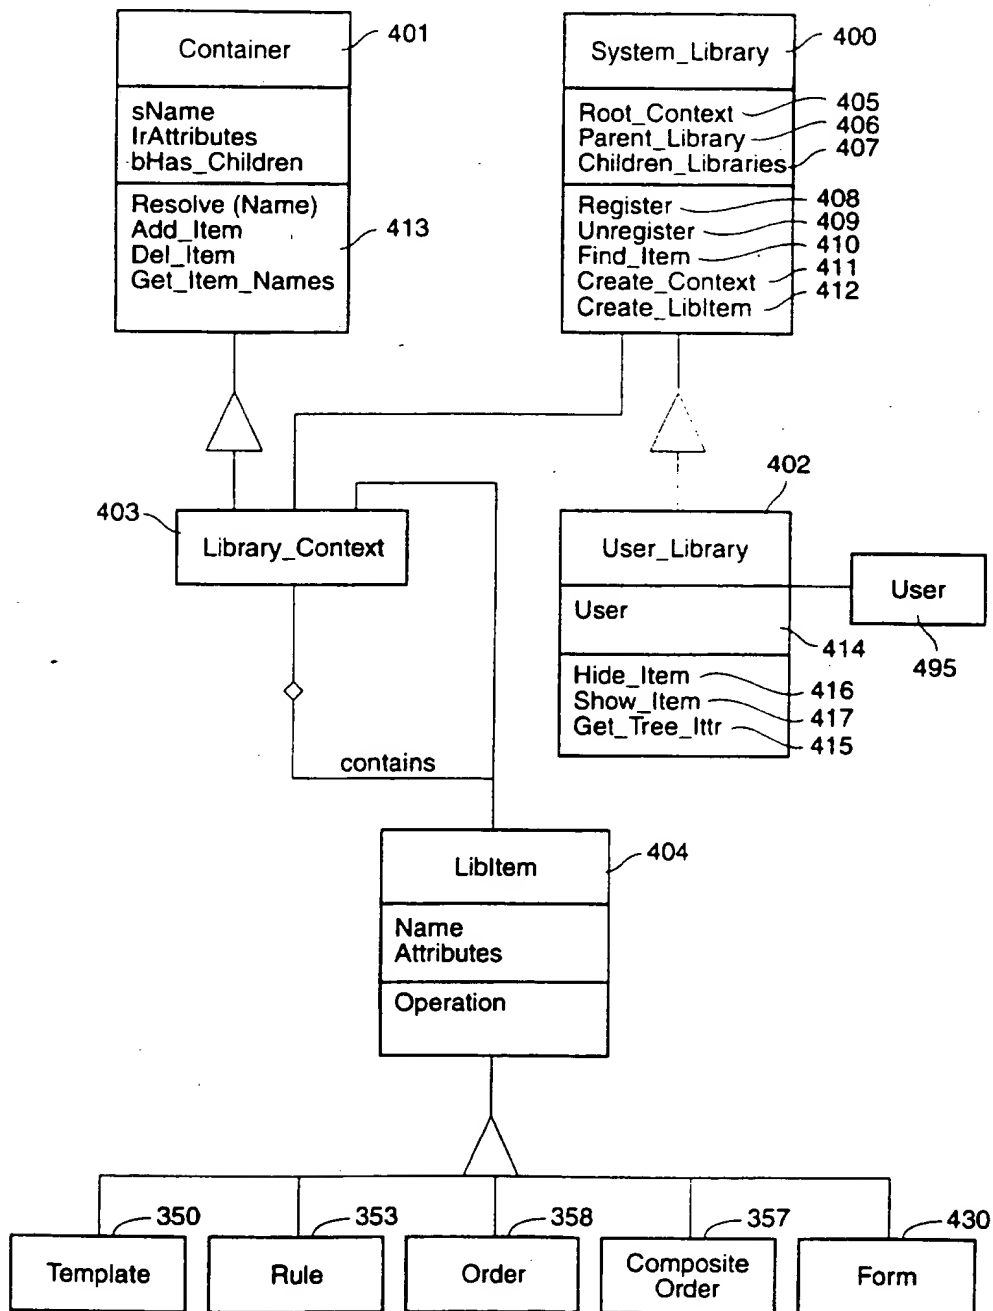 Container
401
sName
IrAttributes
bHas_Children
Resolve (Name)
Add_Item
Del_Item
Get_Item_Names
413
System_Library
400
Root_Context
405
Parent_Library
406
Children_Libraries
407
Register
408
Unregister
409
Find_Item
410
Create_Context
411
Create_LibItem
412
403
Library_Context
402
User_Library
User
414
Hide_Item
416
Show_Item
417
Get_Tree_Ittr
415
User
495
contains
LibItem
404
Name
Attributes
Operation
350
Template
353
Rule
358
Order
357
Composite
Order
430
Form